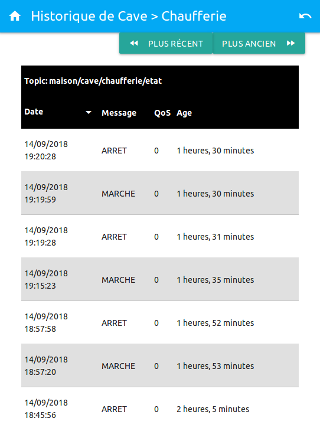 Historique de Cave > Chaufferie
PLUS RÉCENT PLUS ANCIEN
Topic: maison/cave/chaufferie/etat
Date Message QoS Age
14/09/2018 19:20:28 ARRET 0 1 heures, 30 minutes
14/09/2018 19:19:59 MARCHE 0 1 heures, 30 minutes
14/09/2018 19:19:28 ARRET 0 1 heures, 31 minutes
14/09/2018 19:15:23 MARCHE 0 1 heures, 35 minutes
14/09/2018 18:57:58 ARRET 0 1 heures, 52 minutes
14/09/2018 18:57:20 MARCHE 0 1 heures, 53 minutes
14/09/2018 18:45:56 ARRET 0 2 heures, 5 minutes